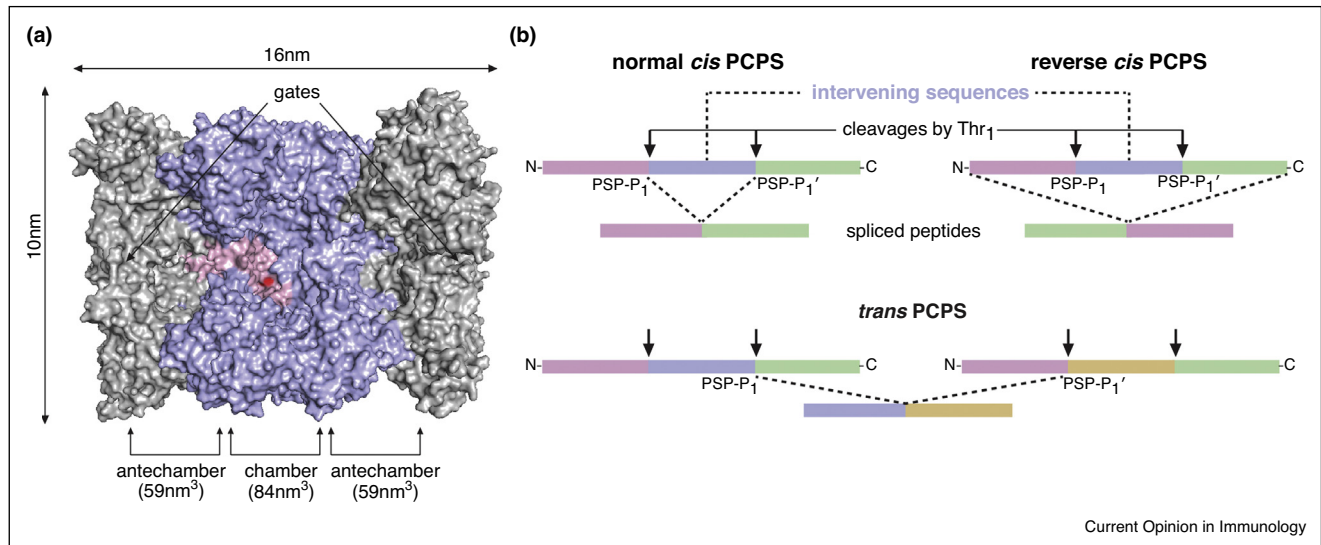 (a)
16nm
gates
10nm
antechamber
(59nm³)
chamber
(84nm³)
antechamber
(59nm³)
(b)
normal cis PCPS
reverse cis PCPS
intervening sequences
cleavages by Thr₁
N-
-C
N-
-C
PSP-P₁
PSP-P₁′
PSP-P₁
PSP-P₁′
spliced peptides
trans PCPS
N-
-C
N-
-C
PSP-P₁
PSP-P₁′
Current Opinion in Immunology